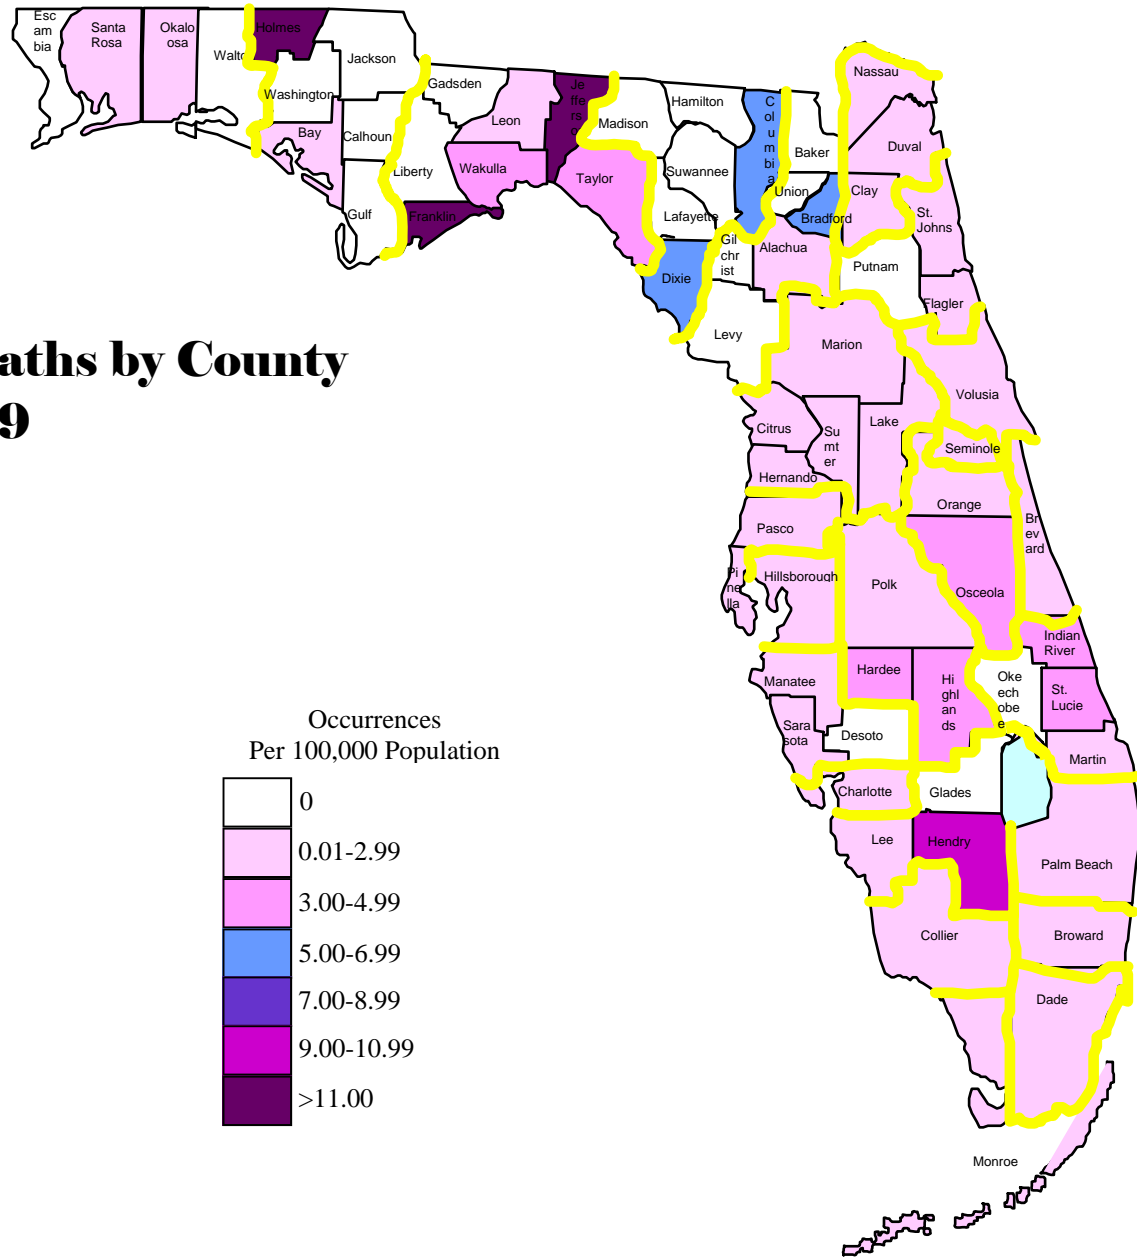 Esc
am
bia
Santa
Rosa
Okalo
osa
Walto
Holmes
Jackson
Washington
Bay
Calhoun
Gulf
Gadsden
Liberty
Franklin
Leon
Wakulla
Je
ffe
rs
o
Madison
Taylor
Hamilton
Suwannee
Lafayette
Dixie
C
ol
u
m
bi
a
Baker
Union
Bradford
Gil
chr
ist
Alachua
Levy
Nassau
Duval
Clay
St.
Johns
Putnam
Flagler
Marion
Volusia
Citrus
Su
mt
er
Lake
Seminole
Hernando
Orange
Pasco
Br
ev
ard
Pi
ne
lla
Hillsborough
Polk
Osceola
Indian
River
Manatee
Hardee
Hi
ghl
an
ds
Oke
ech
obe
e
St.
Lucie
Sara
sota
Desoto
Martin
Charlotte
Glades
Lee
Hendry
Palm Beach
Collier
Broward
Dade
Monroe
aths by County
9
Occurrences
Per 100,000 Population
0
0.01-2.99
3.00-4.99
5.00-6.99
7.00-8.99
9.00-10.99
>11.00